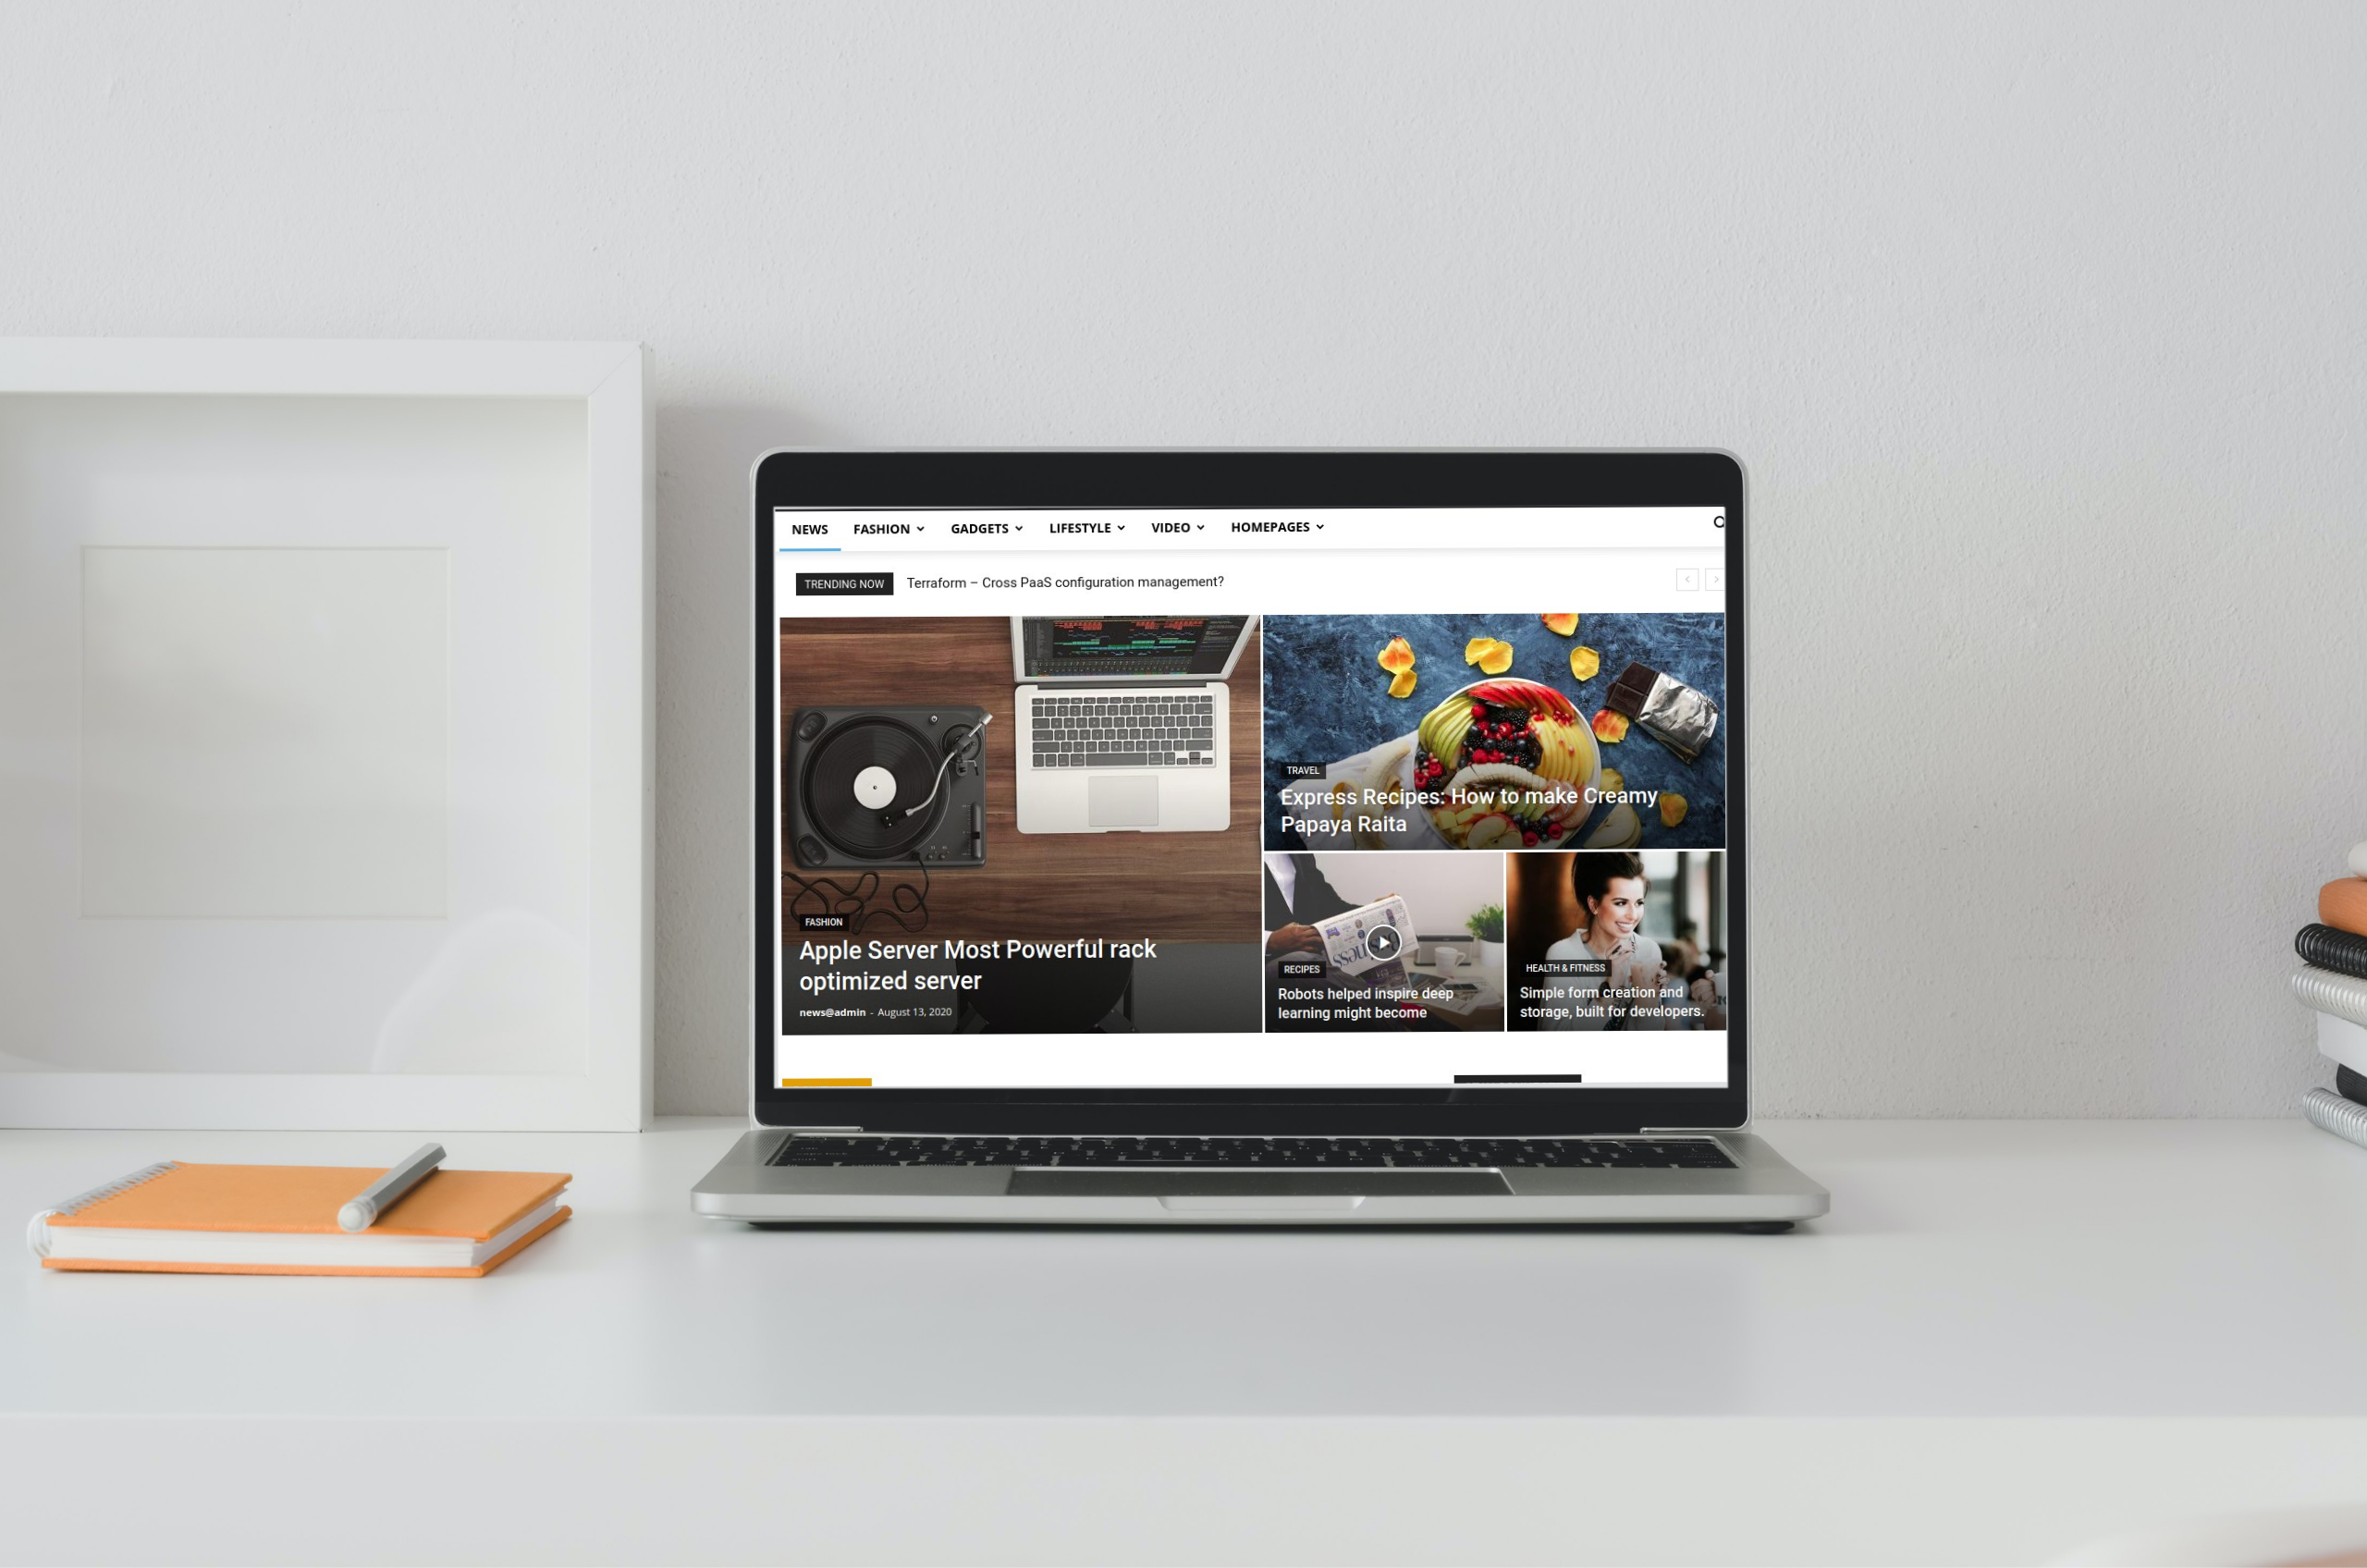 NEWS FASHION GADGETS LIFESTYLE VIDEO HOMEPAGES
TRENDING NOW Terraform – Cross PaaS configuration management?
FASHION
Apple Server Most Powerful rack
optimized server
news@admin - August 13, 2020
TRAVEL
Express Recipes: How to make Creamy
Papaya Raita
RECIPES
Robots helped inspire deep
learning might become
HEALTH & FITNESS
Simple form creation and
storage, built for developers.